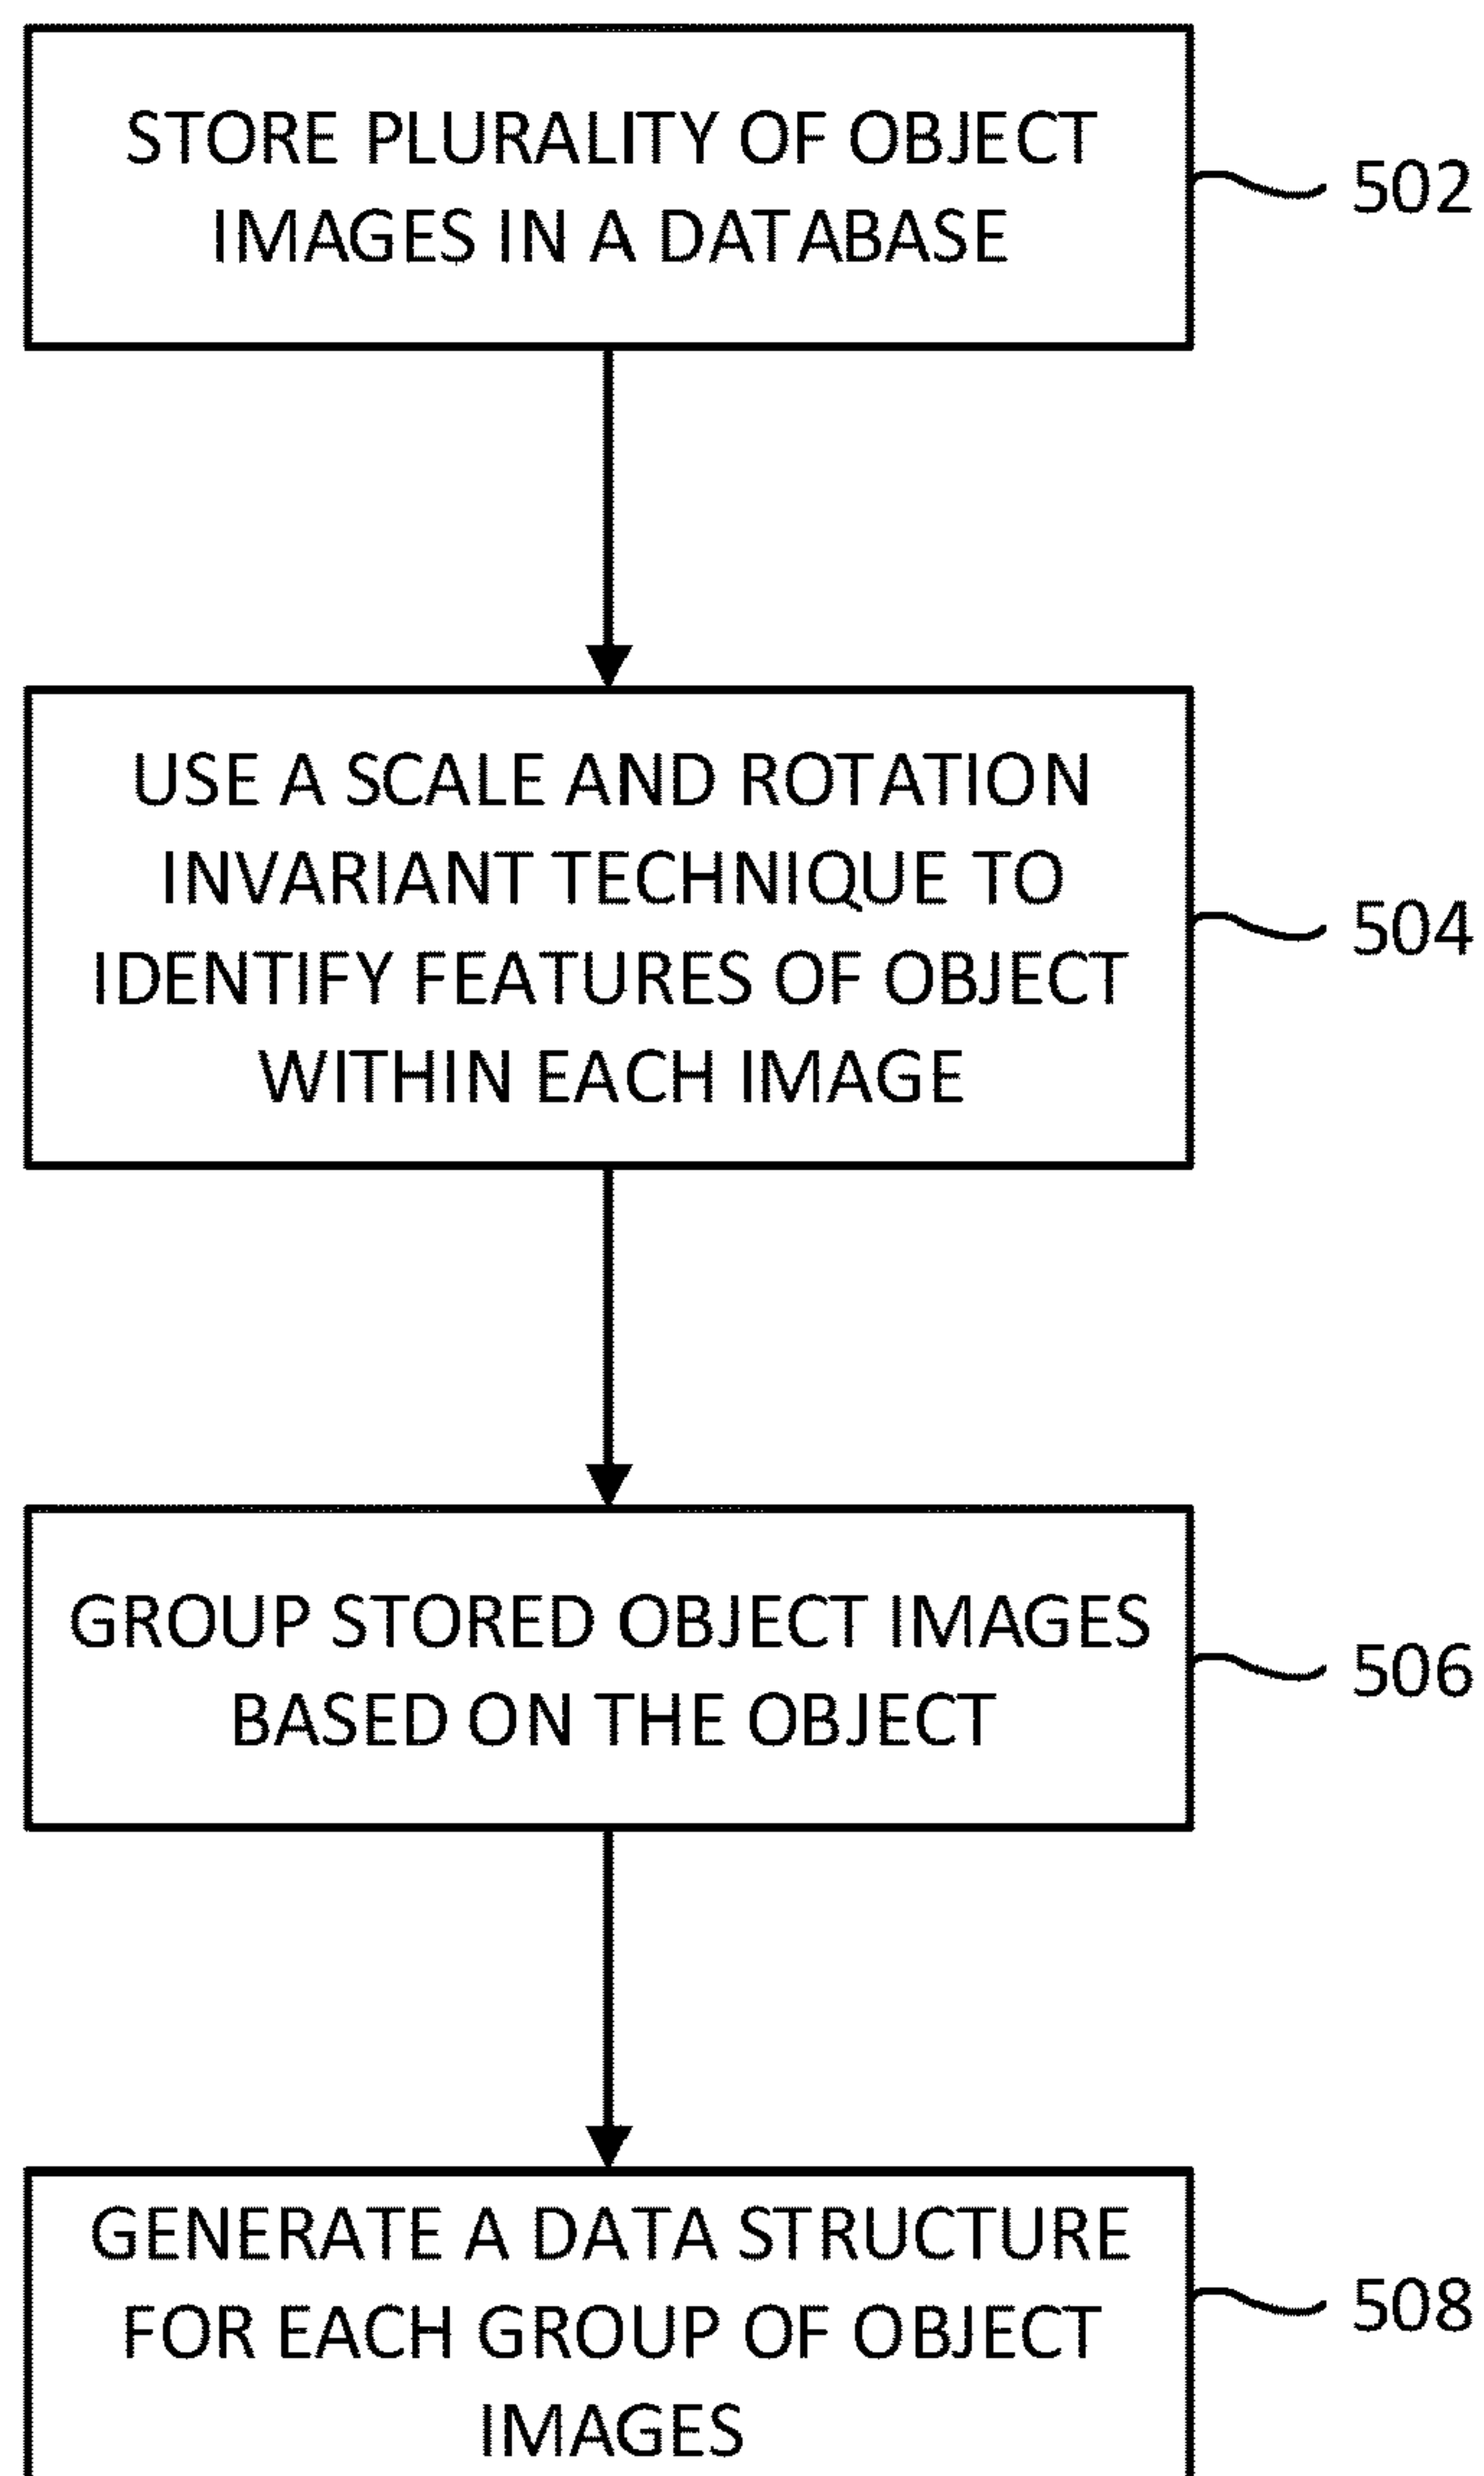 STORE PLURALITY OF OBJECT
IMAGES IN A DATABASE
502
USE A SCALE AND ROTATION
INVARIANT TECHNIQUE TO
IDENTIFY FEATURES OF OBJECT
WITHIN EACH IMAGE
504
GROUP STORED OBJECT IMAGES
BASED ON THE OBJECT
506
GENERATE A DATA STRUCTURE
FOR EACH GROUP OF OBJECT
IMAGES
508